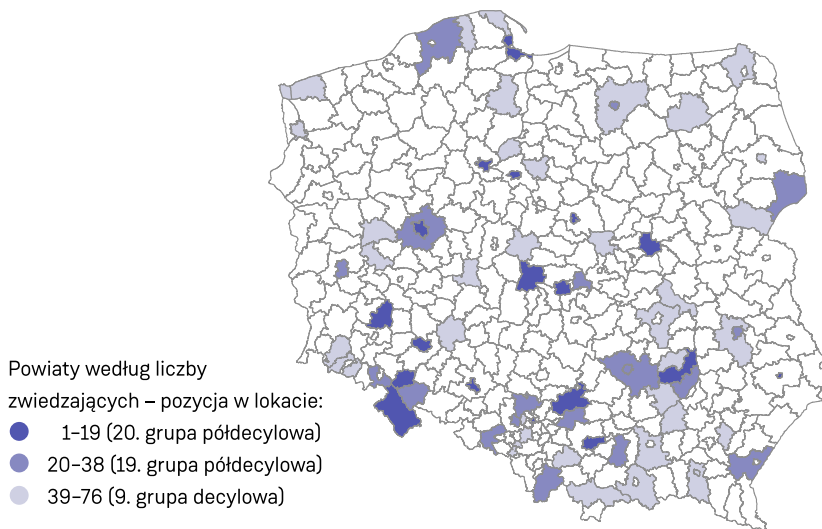 Powiaty według liczby
zwiedzających – pozycja w lokacie:
1–19 (20. grupa półdecylowa)
20–38 (19. grupa półdecylowa)
39–76 (9. grupa decylowa)